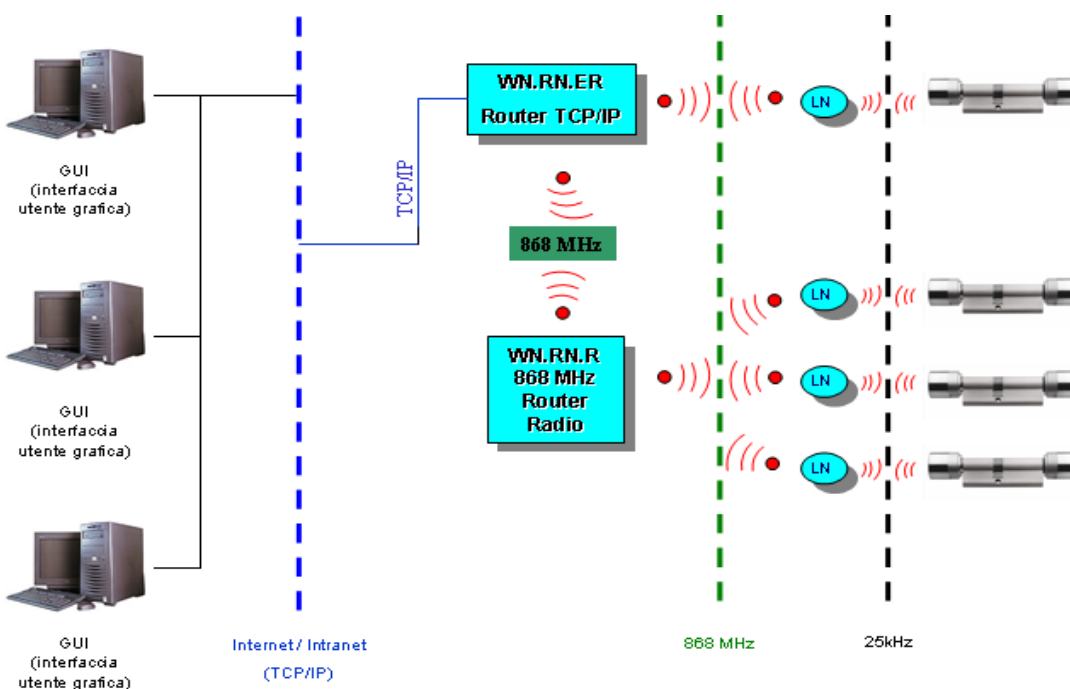 WN.RN.ER
Router TCP/IP
LN
GUI
(interfaccia
utente grafica)
TCP/IP
868 MHz
LN
WN.RN.R
868 MHz
Router
Radio
LN
GUI
(interfaccia
utente grafica)
LN
GUI
(interfaccia
utente grafica)
Internet / Intranet
(TCP/IP)
868 MHz
25kHz